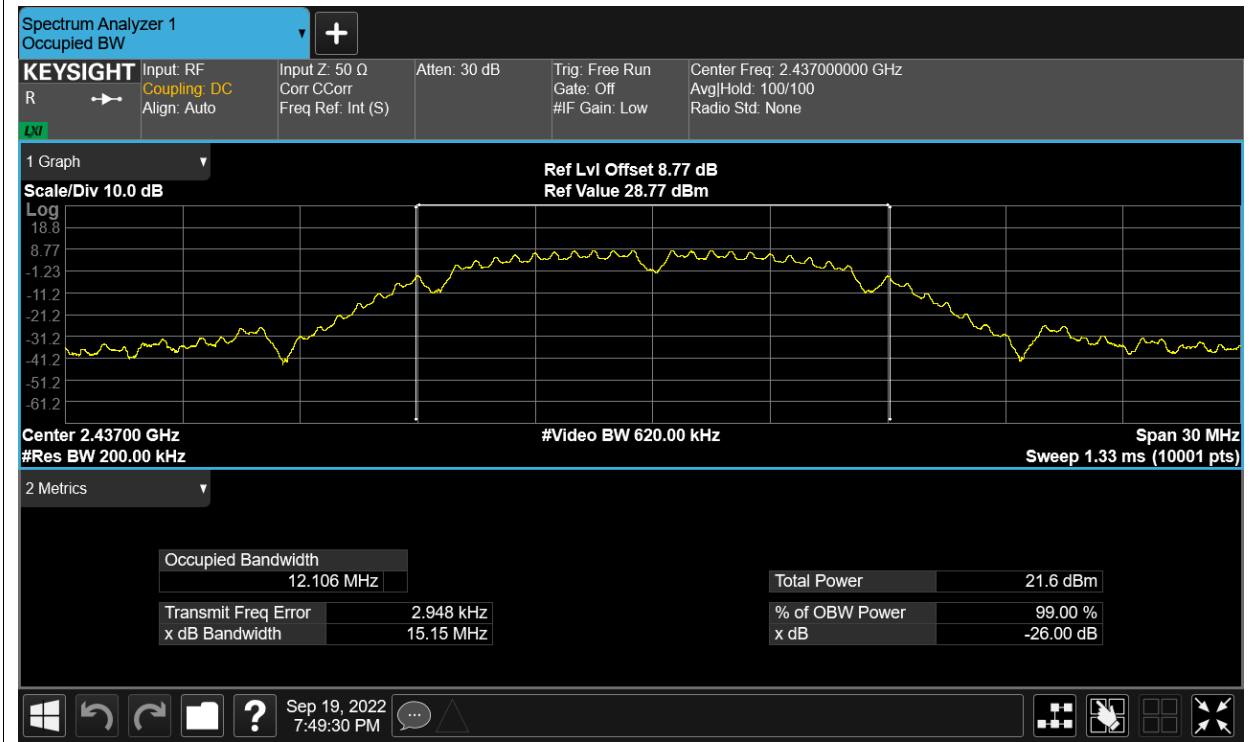 Spectrum Analyzer 1
Occupied BW
▼
+
KEYSIGHT
R
LXI
Input: RF
Coupling: DC
Align: Auto
Input Z: 50 Ω
Corr CCorr
Freq Ref: Int (S)
Atten: 30 dB
Trig: Free Run
Gate: Off
#IF Gain: Low
Center Freq: 2.437000000 GHz
Avg|Hold: 100/100
Radio Std: None
1 Graph ▼
Scale/Div 10.0 dB
Ref Lvl Offset 8.77 dB
Ref Value 28.77 dBm
Log
18.8
8.77
-1.23
-11.2
-21.2
-31.2
-41.2
-51.2
-61.2
Center 2.43700 GHz
#Video BW 620.00 kHz
Span 30 MHz
#Res BW 200.00 kHz
Sweep 1.33 ms (10001 pts)
2 Metrics ▼
Occupied Bandwidth
12.106 MHz
Transmit Freq Error 2.948 kHz
x dB Bandwidth 15.15 MHz
Total Power 21.6 dBm
% of OBW Power 99.00 %
x dB -26.00 dB
?
Sep 19, 2022
7:49:30 PM